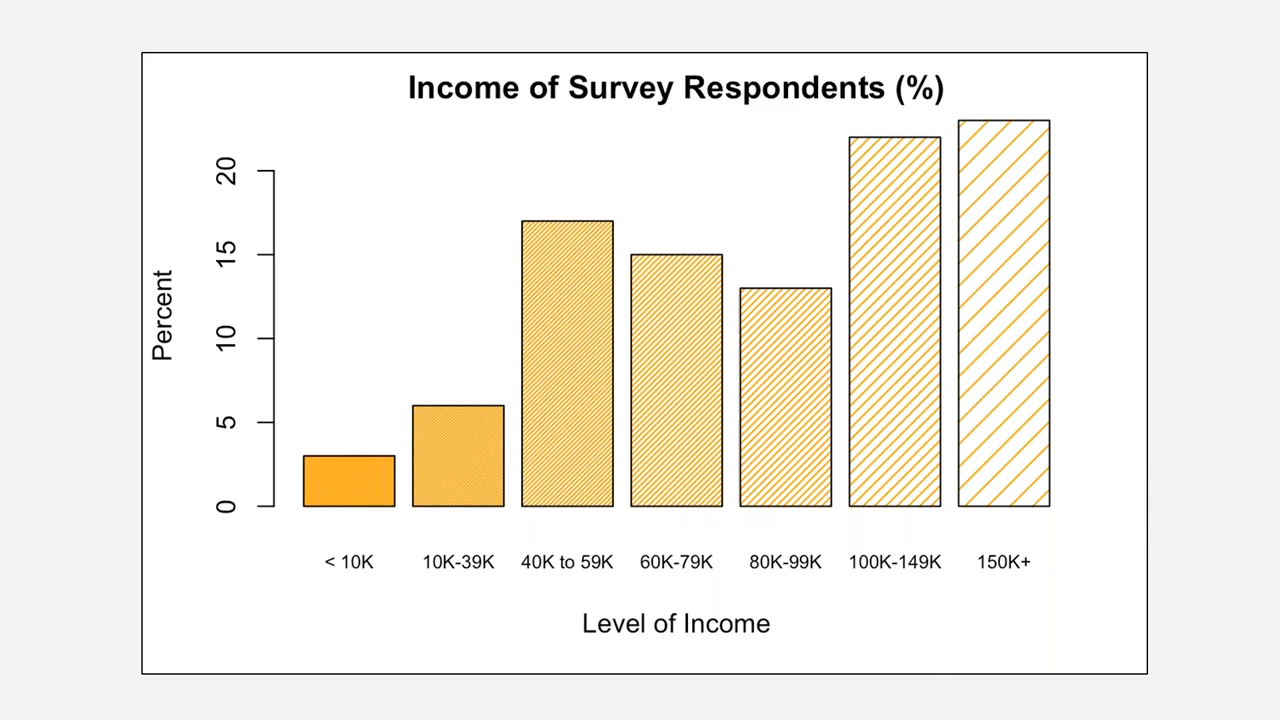 Income of Survey Respondents (%)
Percent
20
15
10
5
0
< 10K
10K-39K
40K to 59K
60K-79K
80K-99K
100K-149K
150K+
Level of Income